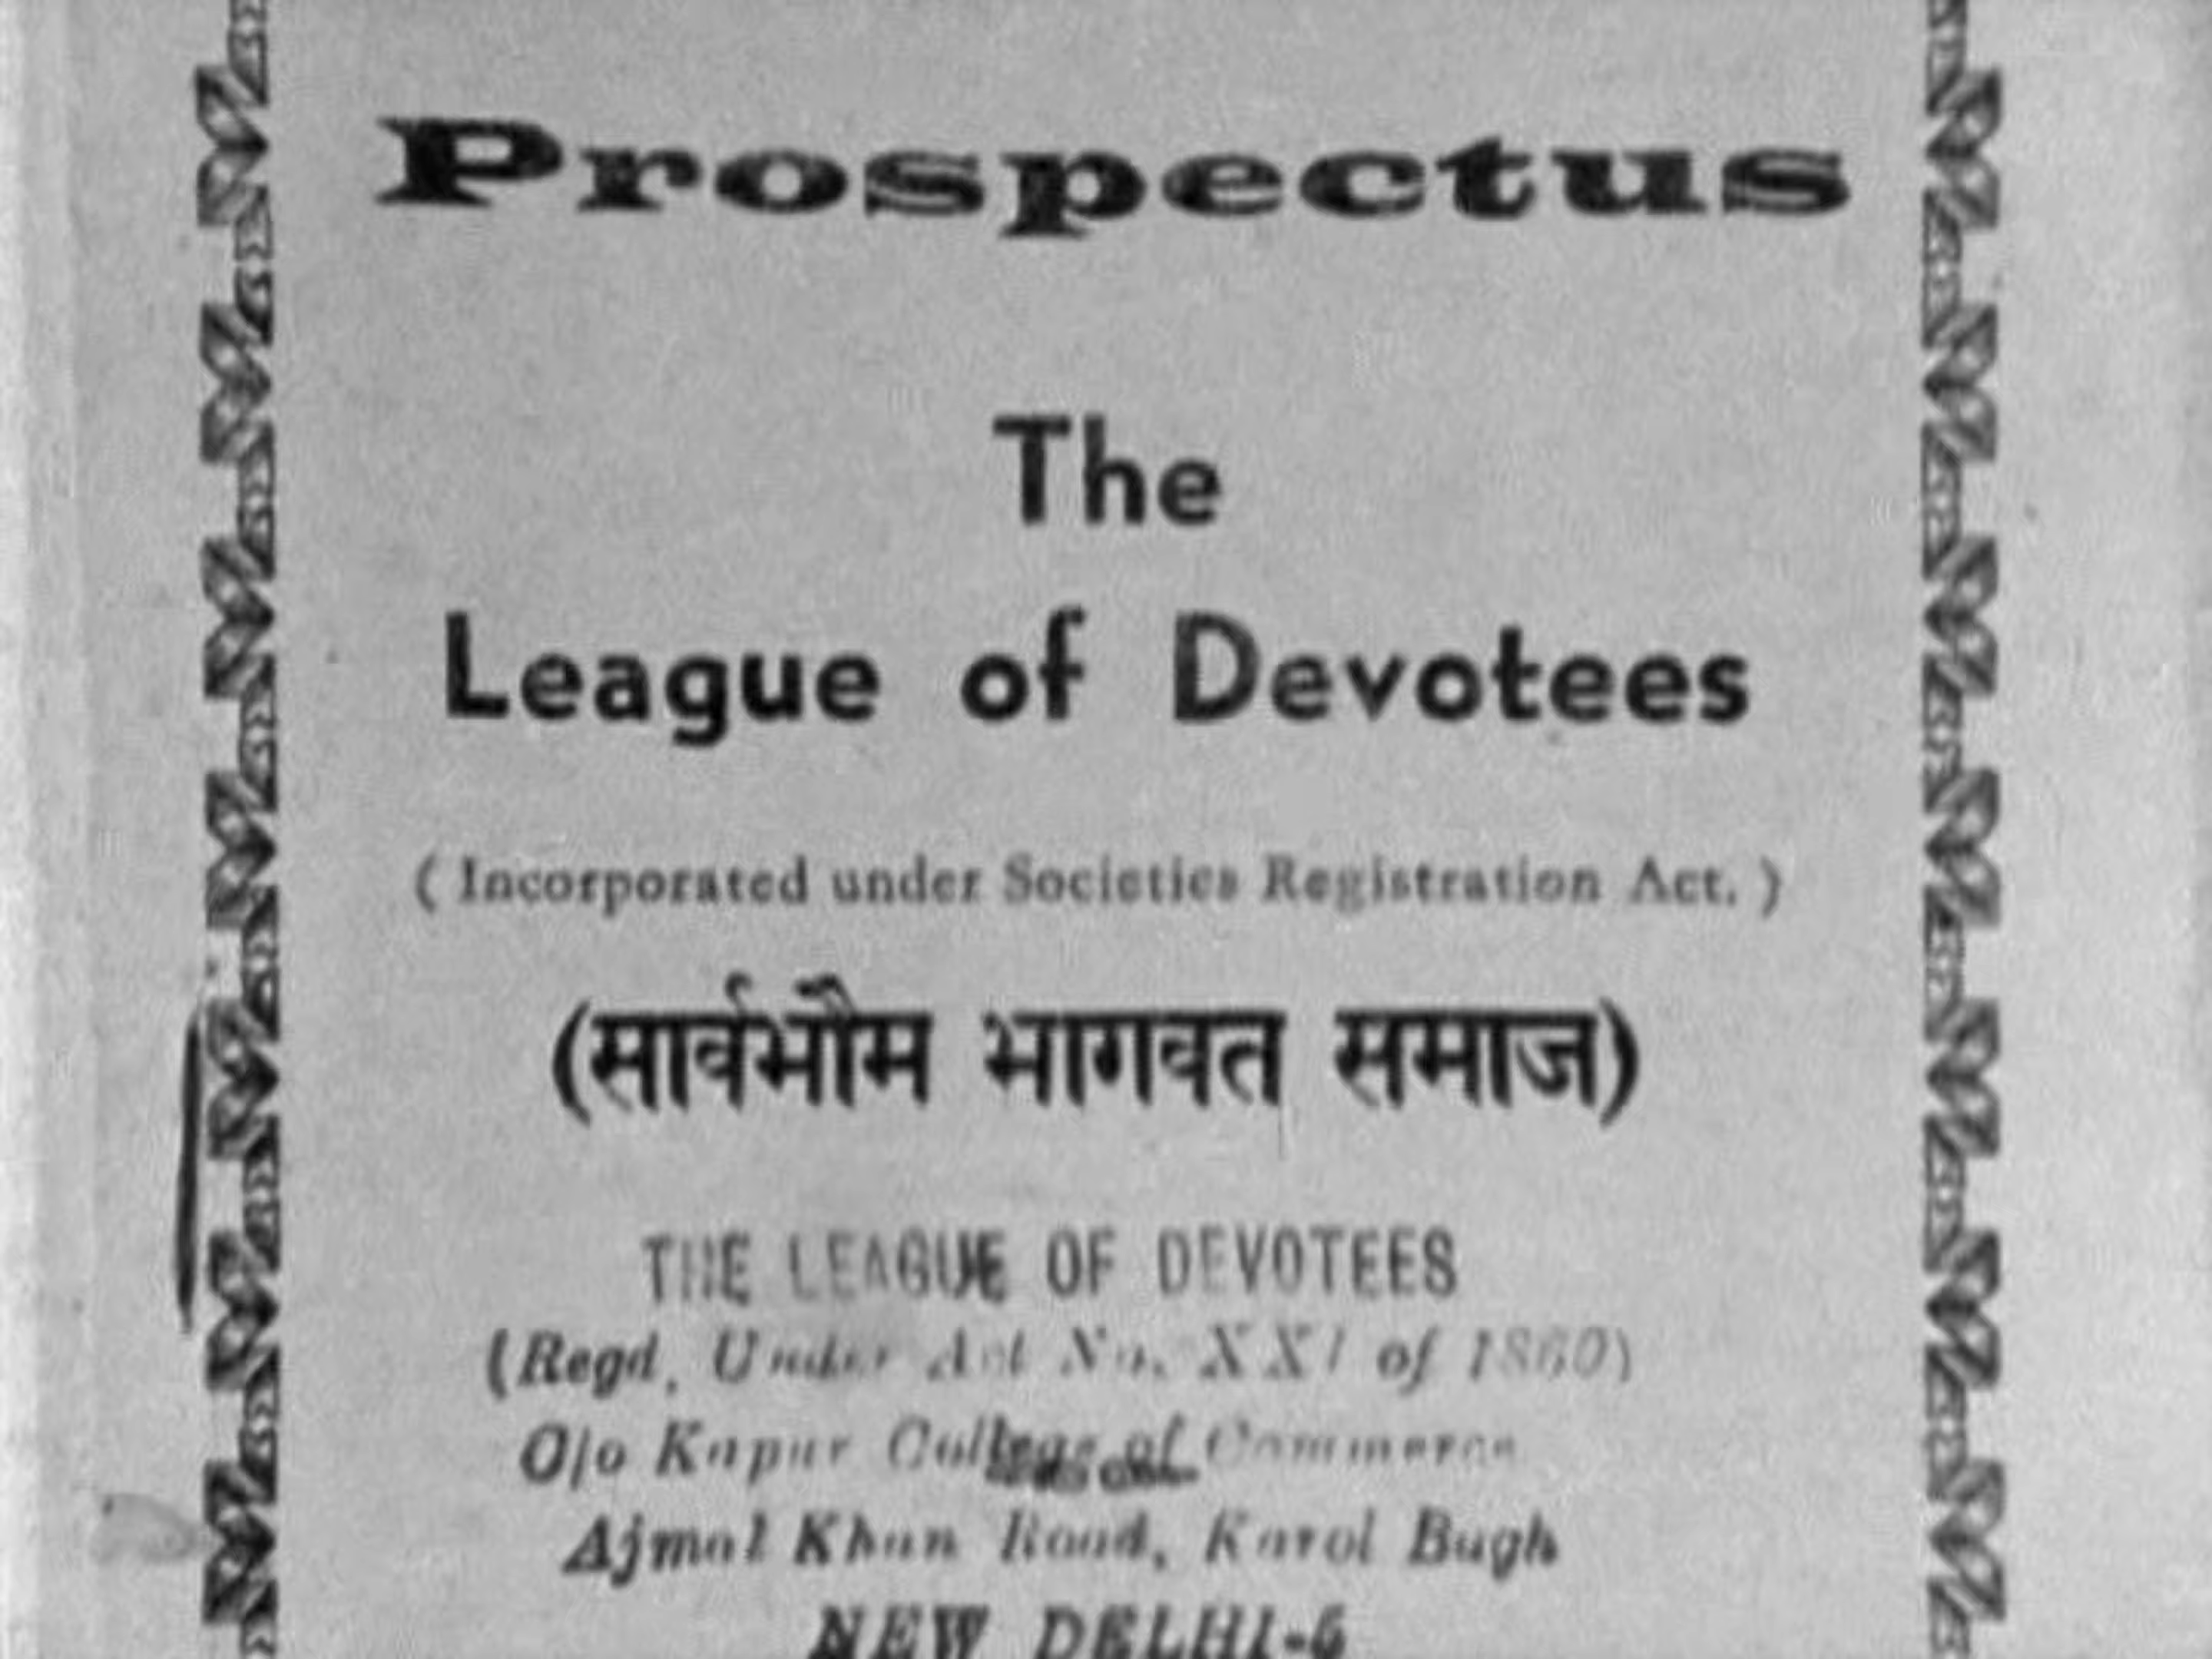 Prospectus
The
League of Devotees
( Incorporated under Societies Registration Act. )
(सार्वभौम भागवत समाज)
THE LEAGUE OF DEVOTEES
(Regd, Under Act No. XXI of 1860)
O/o Kapur College of Commerce
Ajmal Khan Road, Karol Bagh
NEW DELHI-